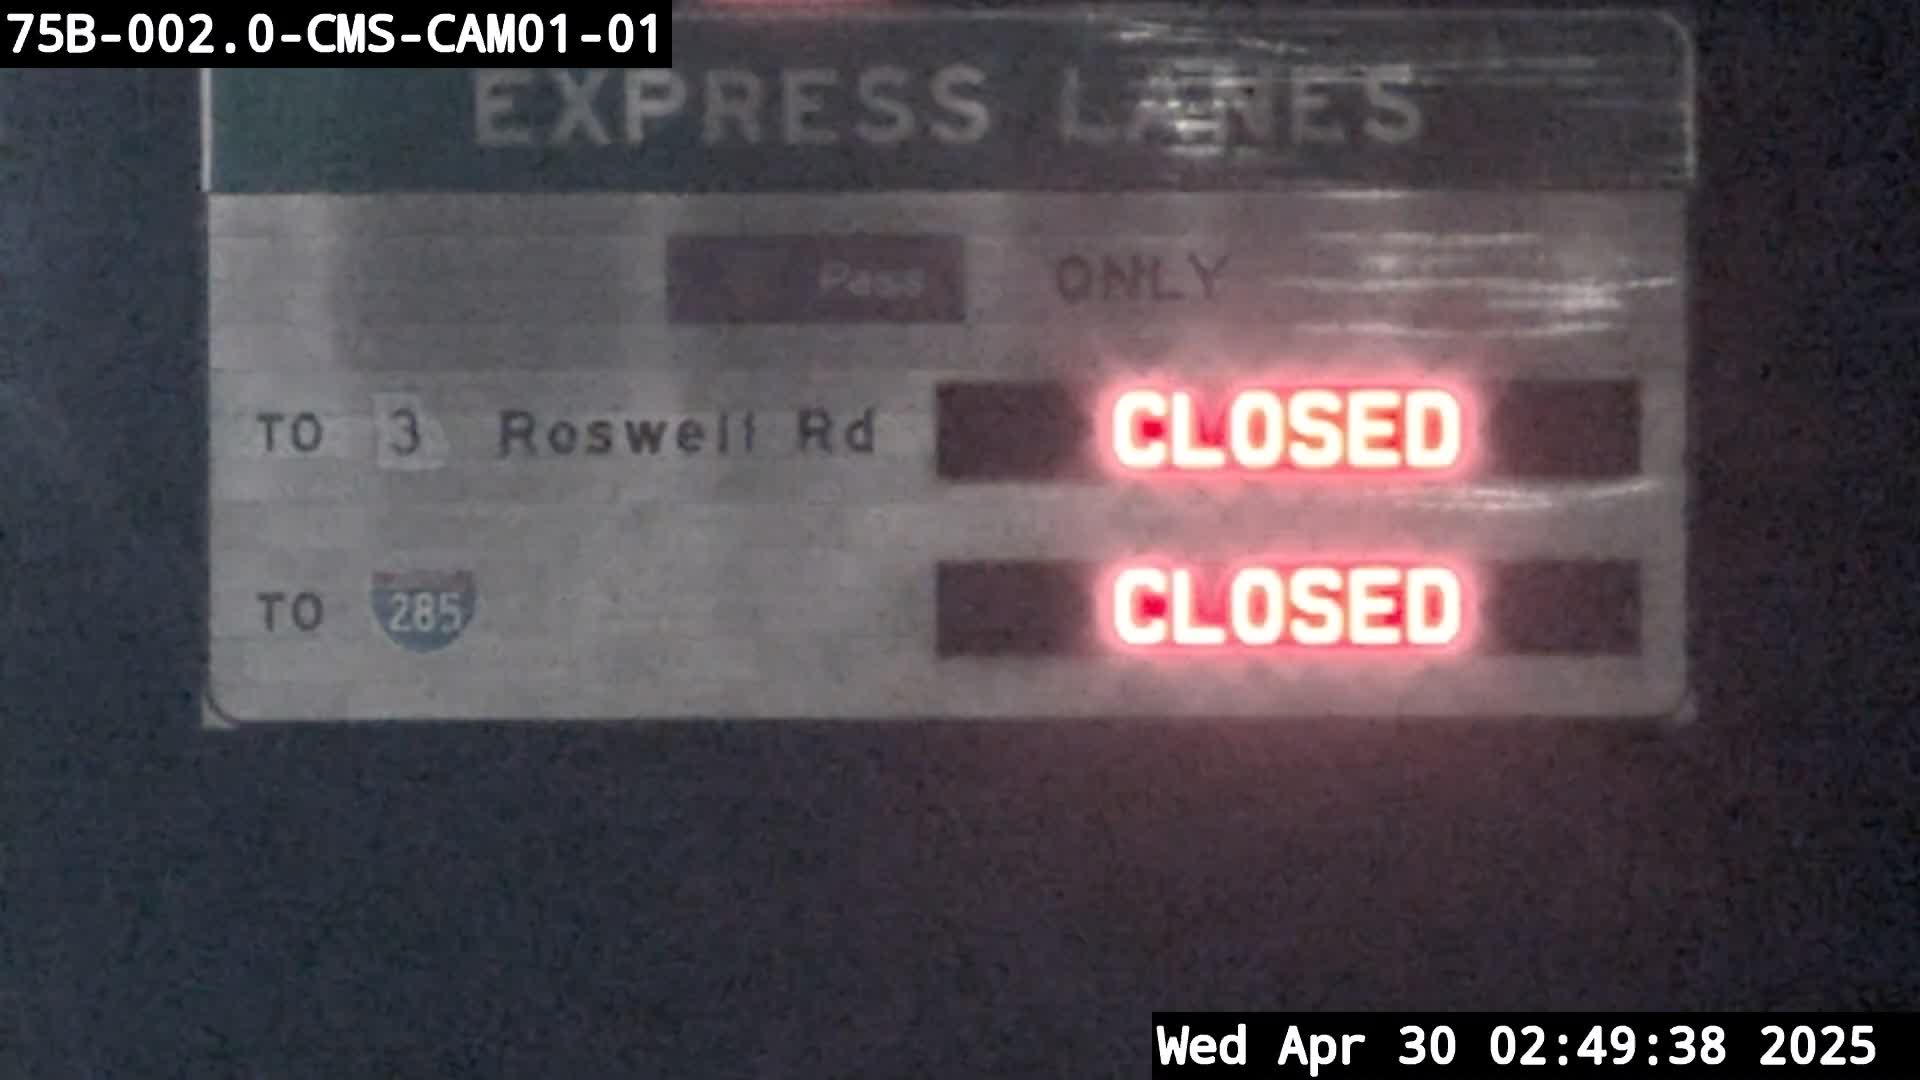 75B-002.0-CMS-CAM01-01
EXPRESS LANES
Pass ONLY
TO 3 Roswell Rd CLOSED
TO 285 CLOSED
Wed Apr 30 02:49:38 2025